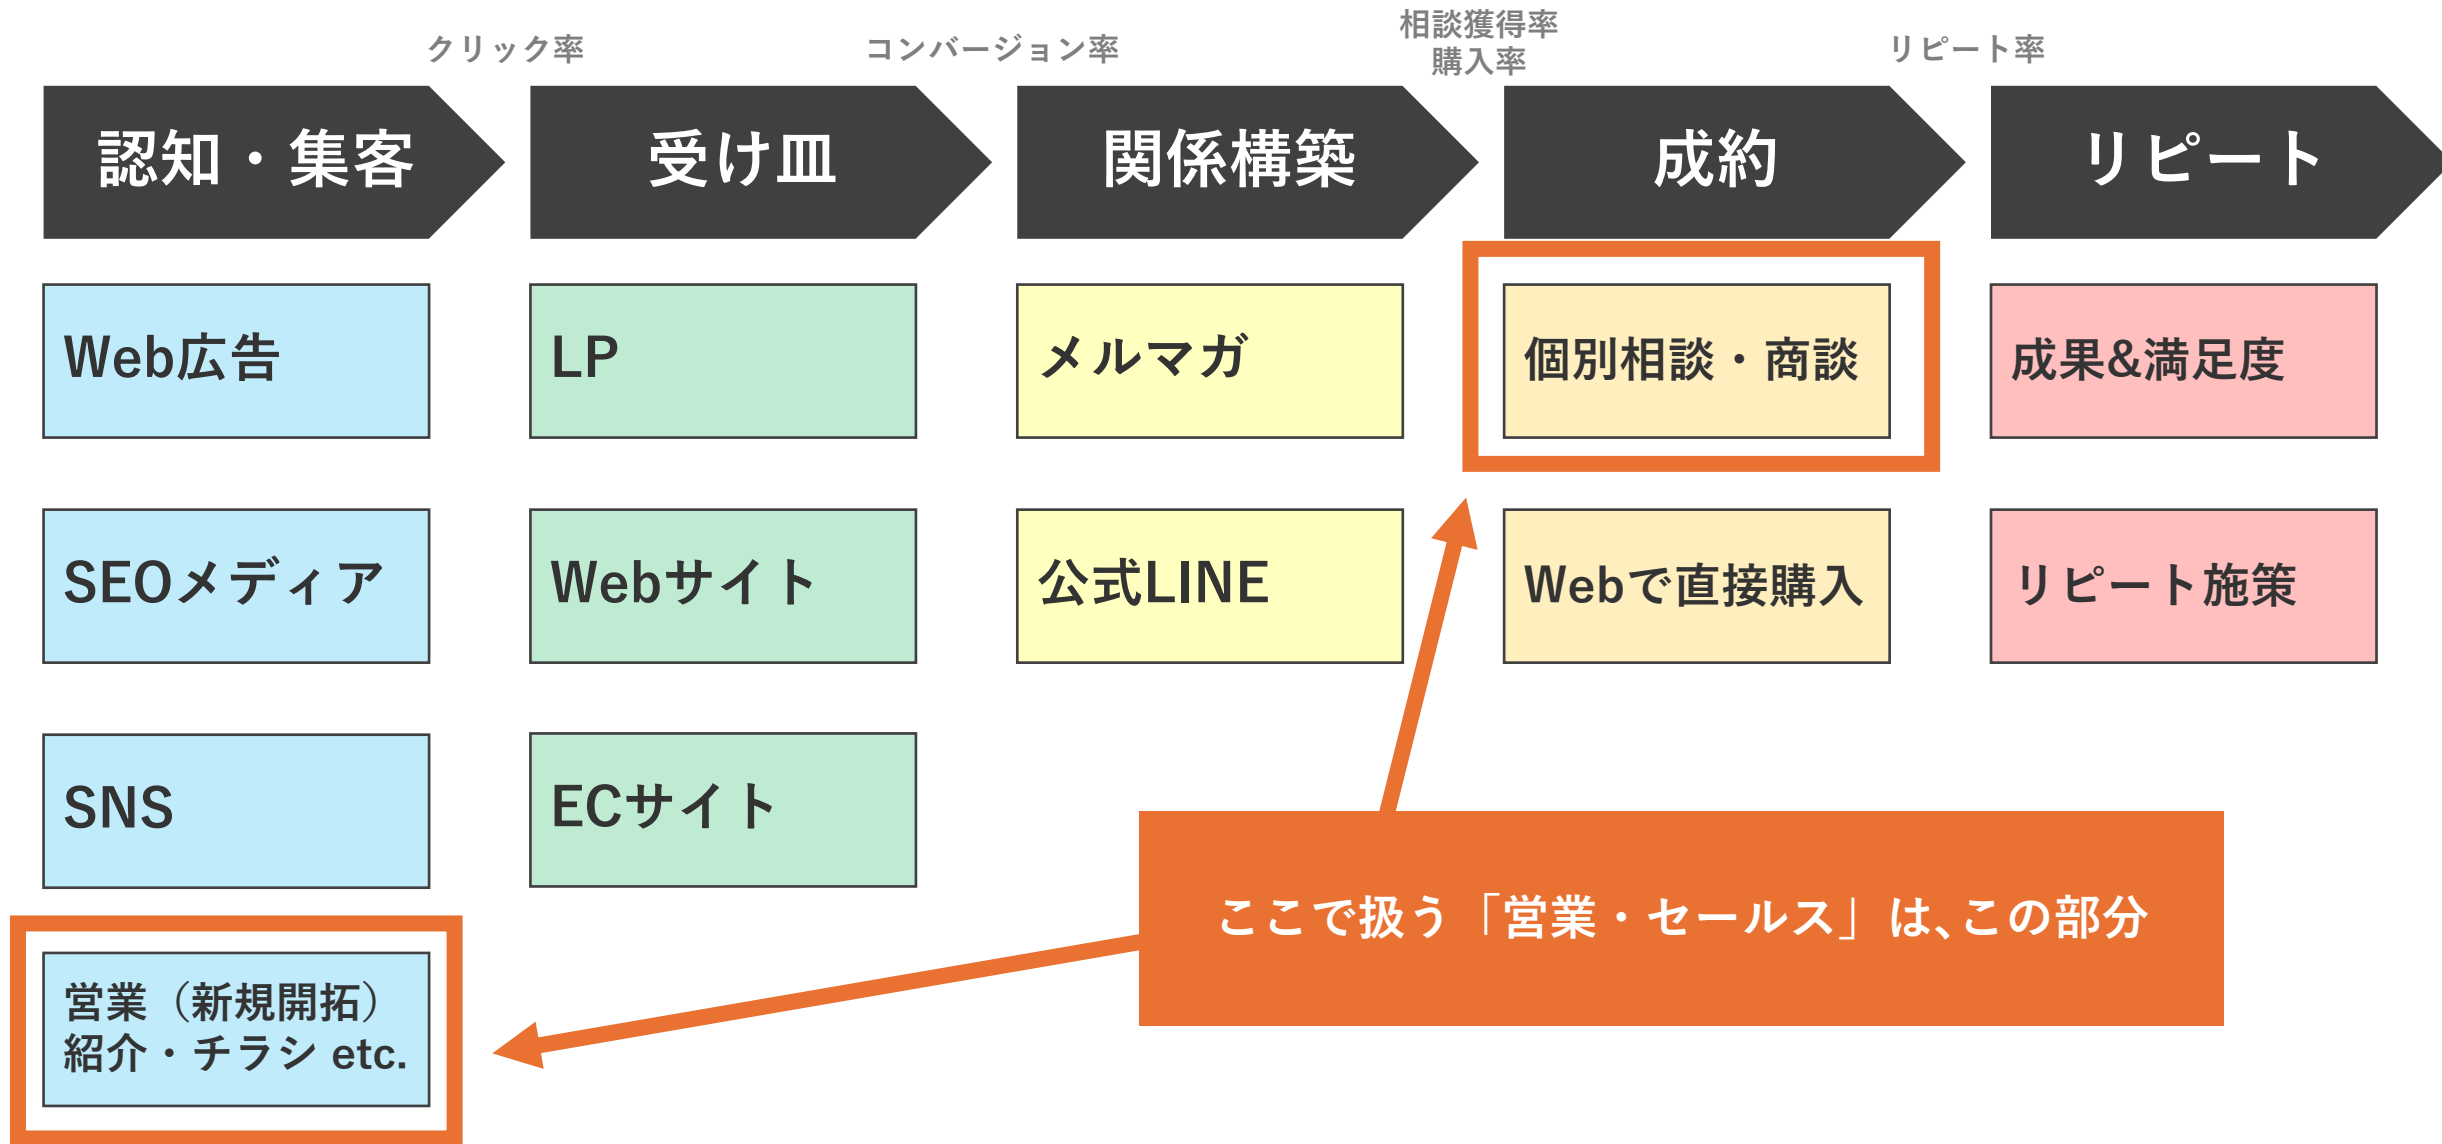 クリック率
コンバージョン率
相談獲得率
購入率
リピート率
認知・集客
受け皿
関係構築
成約
リピート
Web広告
LP
メルマガ
個別相談・商談
成果&満足度
SEOメディア
Webサイト
公式LINE
Webで直接購入
リピート施策
SNS
ECサイト
ここで扱う「営業・セールス」は、この部分
営業（新規開拓）
紹介・チラシ etc.